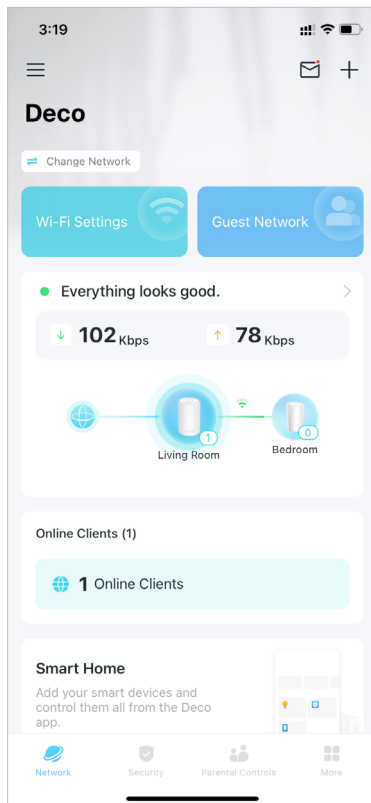 3:19
Deco
Change Network
Wi-Fi Settings
Guest Network
Everything looks good.
102 Kbps
78 Kbps
1
0
Living Room
Bedroom
Online Clients (1)
1 Online Clients
Smart Home
Add your smart devices and
control them all from the Deco
app.
Network
Security
Parental Controls
More